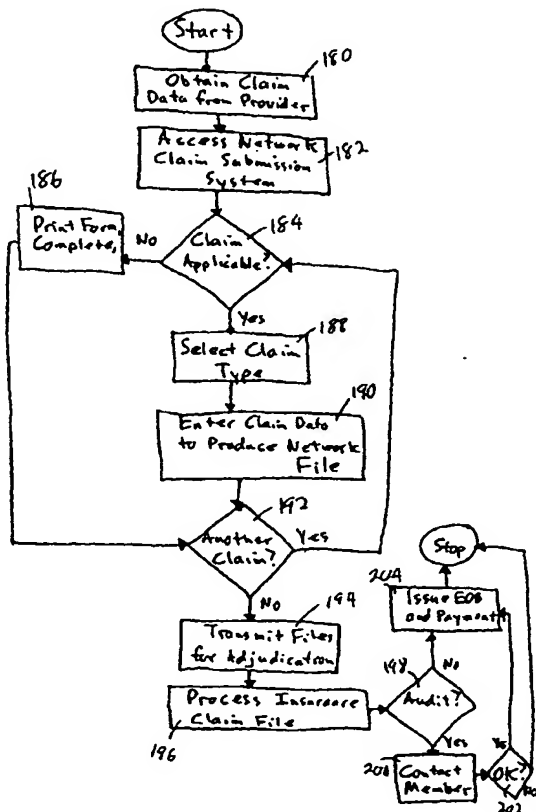 Start
180
Obtain Claim
Data from Provider
182
Access Network
Claim Submission
System
186
Print Form,
Complete,
NO
184
Claim
Applicable?
Yes
188
Select Claim
Type
190
Enter Claim Data
to Produce Network
File
192
Another
Claim?
Yes
No
194
Transmit Files
for Adjudication
Process Insurance
Claim File
196
198
Audit?
No
Yes
Stop
204
Issue EOB
and Payment
200
Contact
Member
Yes
OK?
No
202